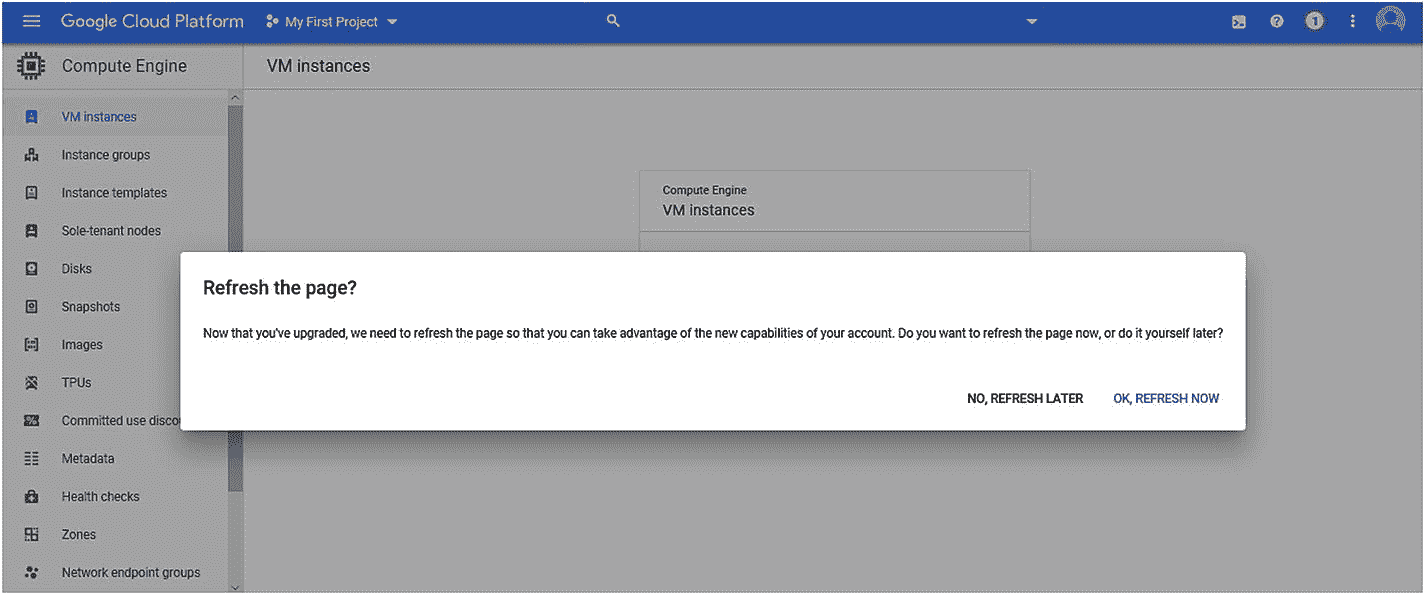 Google Cloud Platform
My First Project
1
Compute Engine
VM instances
VM instances
Instance groups
Instance templates
Sole-tenant nodes
Disks
Snapshots
Images
TPUs
Committed use disco
Metadata
Health checks
Zones
Network endpoint groups
Compute Engine
VM instances
Refresh the page?
Now that you've upgraded, we need to refresh the page so that you can take advantage of the new capabilities of your account. Do you want to refresh the page now, or do it yourself later?
NO, REFRESH LATER
OK, REFRESH NOW